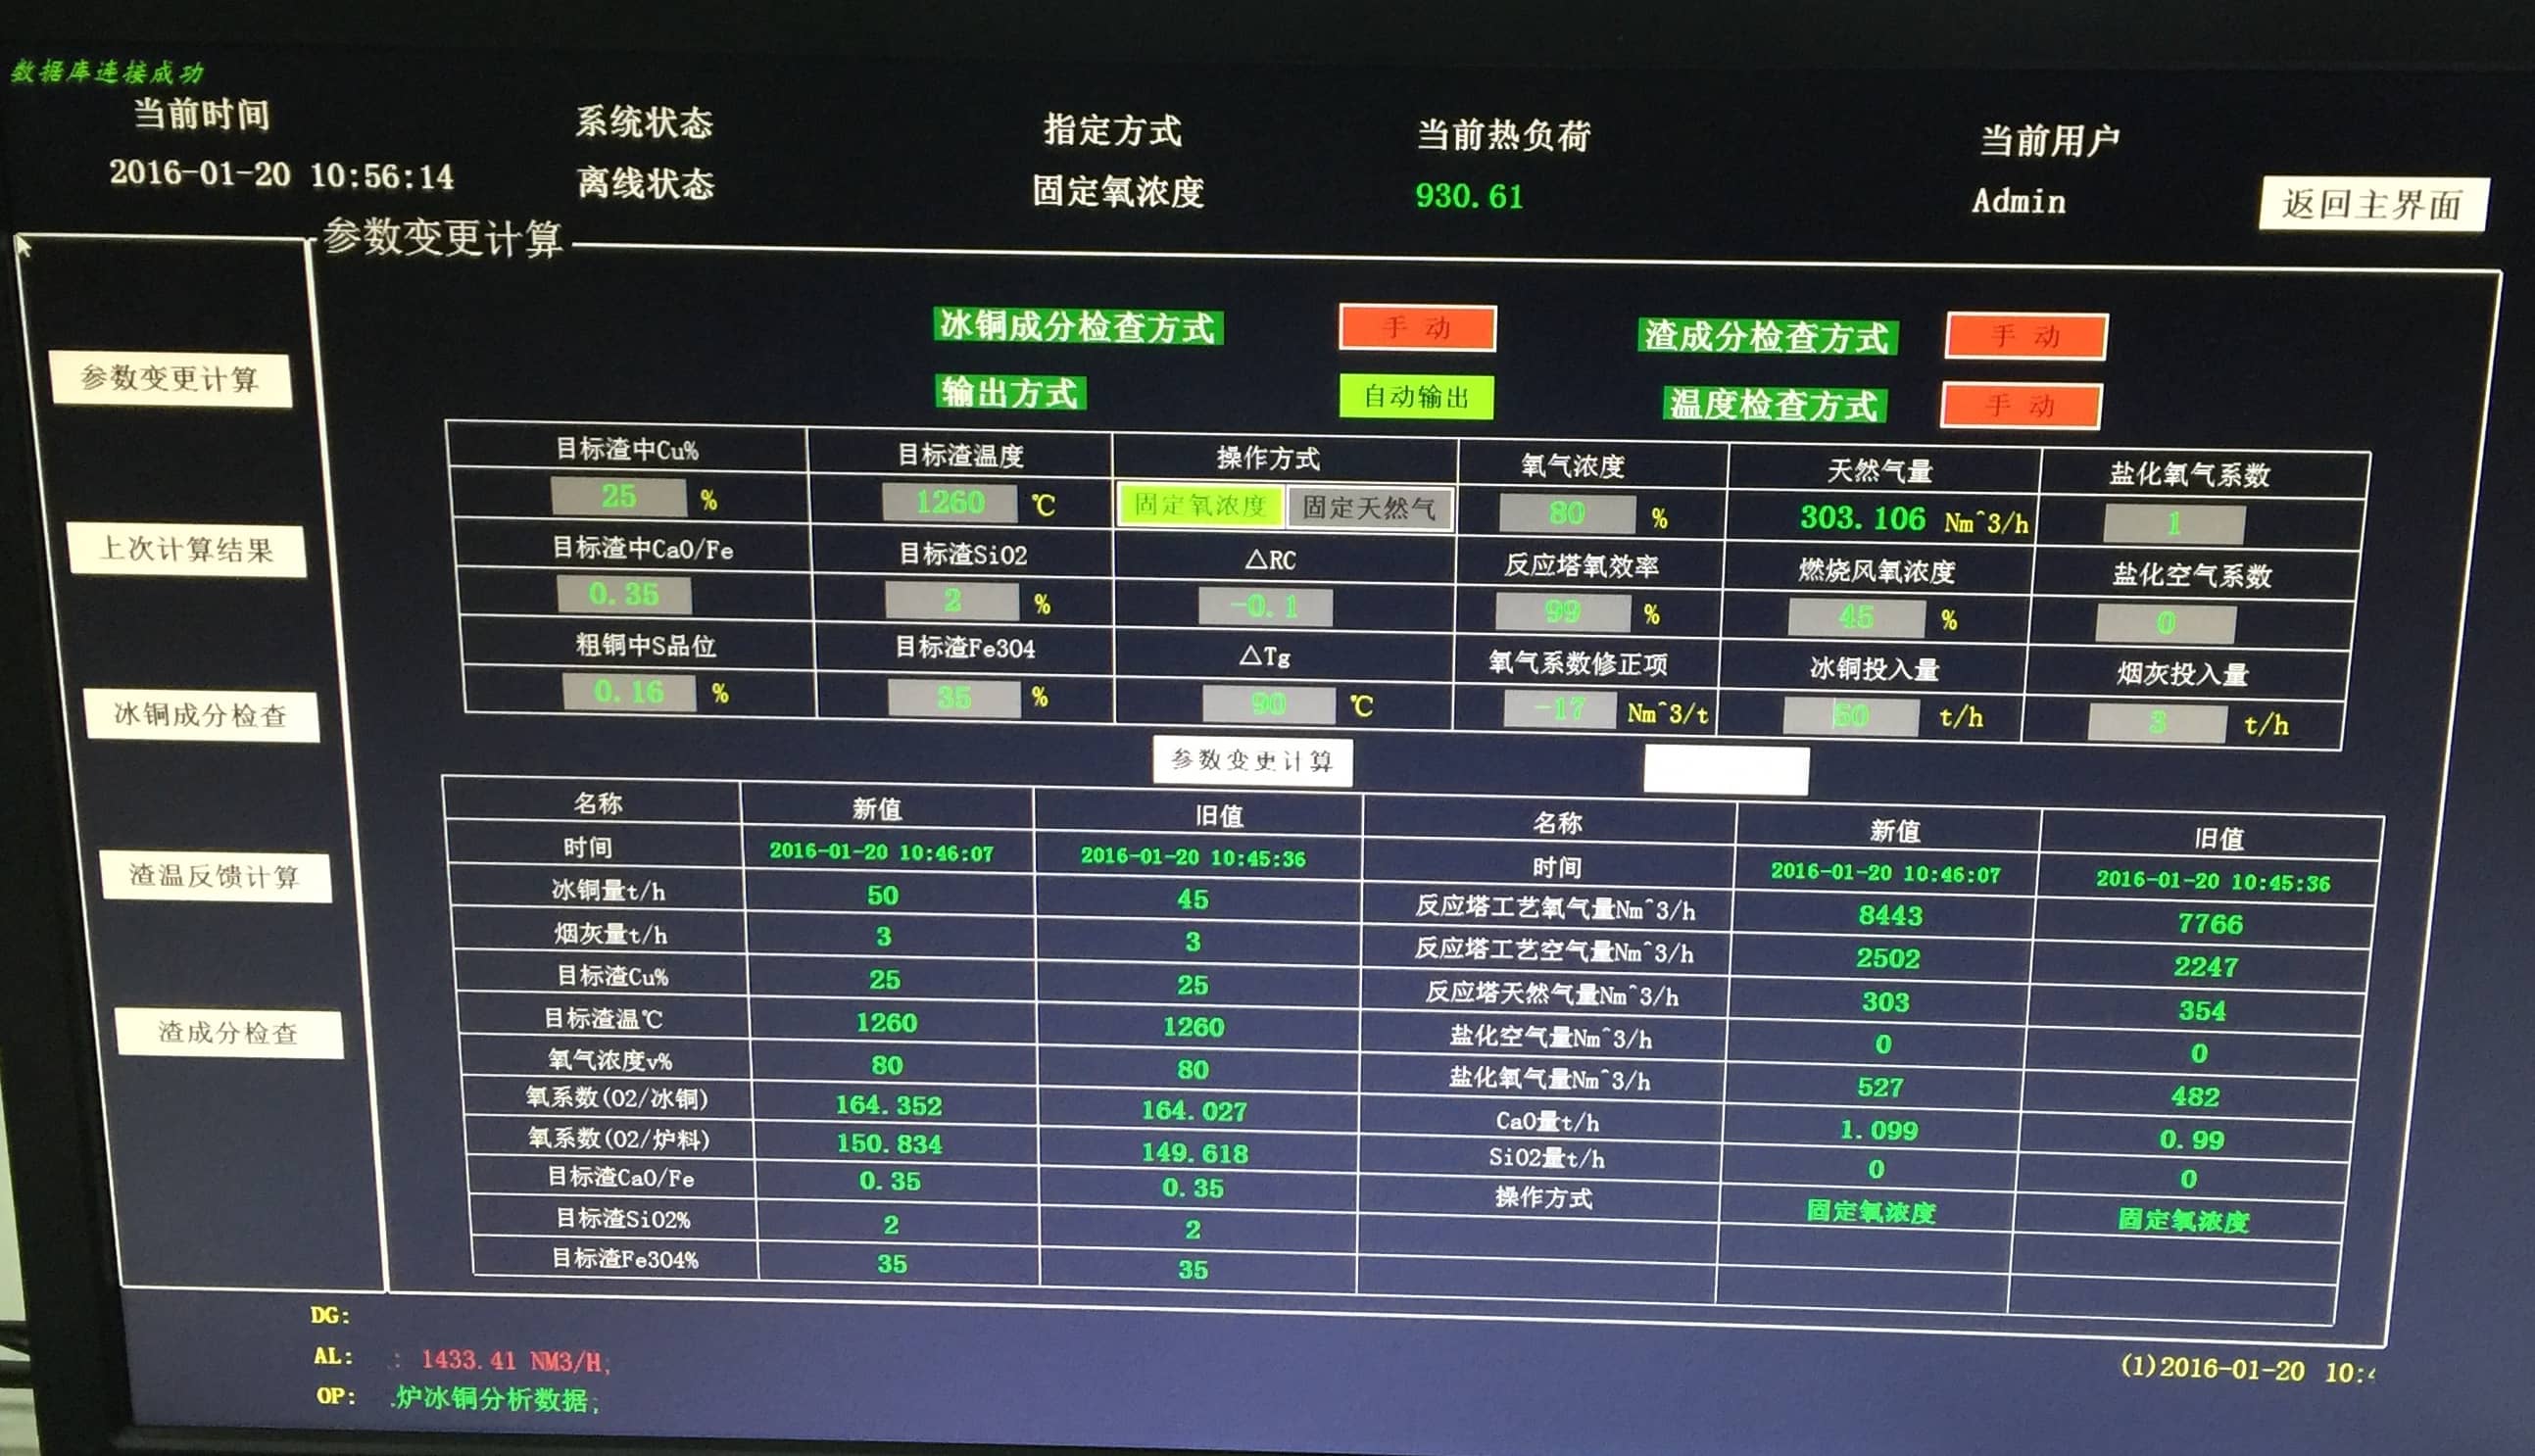 数据库连接成功
当前时间 系统状态 指定方式 当前热负荷 当前用户
2016-01-20 10:56:14 离线状态 固定氧浓度 930.61 Admin 返回主界面
参数变更计算
冰铜成分检查方式 手动 渣成分检查方式 手动
参数变更计算
输出方式 自动输出 温度检查方式 手动
目标渣中Cu% 目标渣温度 操作方式 氧气浓度 天然气量 盐化氧气系数
25 % 1260 ℃ 固定氧浓度 固定天然气 80 % 303.106 Nm^3/h 1
上次计算结果
目标渣中CaO/Fe 目标渣SiO2 △RC 反应塔氧效率 燃烧风氧浓度 盐化空气系数
0.35 2 % -0.1 99 % 45 % 0
粗铜中S品位 目标渣Fe3O4 △Tg 氧气系数修正项 冰铜投入量 烟灰投入量
0.16 % 35 % 90 ℃ -17 Nm^3/t t/h 3 t/h
冰铜成分检查
参数变更计算
名称 新值 旧值 名称 新值 旧值
时间 2016-01-20 10:46:07 2016-01-20 10:45:36 时间 2016-01-20 10:46:07 2016-01-20 10:45:36
渣温反馈计算
冰铜量t/h 50 45 反应塔工艺氧气量Nm^3/h 8443 7766
烟灰量t/h 3 3 反应塔工艺空气量Nm^3/h 2502 2247
目标渣Cu% 25 25 反应塔天然气量Nm^3/h 303 354
目标渣温℃ 1260 1260 盐化空气量Nm^3/h 0 0
渣成分检查
氧气浓度v% 80 80 盐化氧气量Nm^3/h 527 482
氧系数(O2/冰铜) 164.352 164.027 CaO量t/h 1.099 0.99
氧系数(O2/炉料) 150.834 149.618 SiO2量t/h 0 0
目标渣CaO/Fe 0.35 0.35 操作方式 固定氧浓度 固定氧浓度
目标渣SiO2% 2 2
目标渣Fe3O4% 35 35
DG:
AL: : 1433.41 NM3/H;
(1)2016-01-20 10:4
OP: .炉冰铜分析数据;